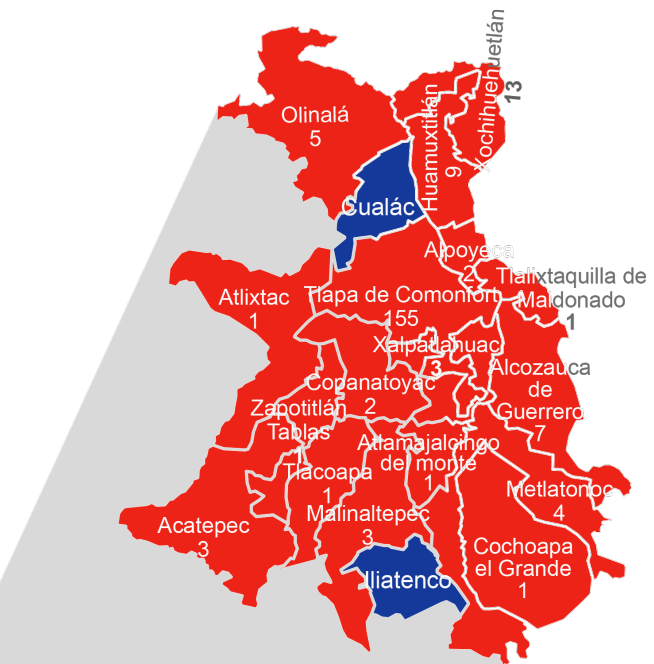 Xochihuehuetlán
13
Olinalá
5
Huamuxtitlán
9
Cualác
Alpoyeca
2
Tlalixtaquilla de
Maldonado
1
Atlixtac
1
Tlapa de Comonfort
155
Xalpatlahuac
3
Alcozauca
de
Guerrero
7
Copanatoyac
2
Zapotitlán
Tablas
1
Atlamajalcingo
del monte
1
Tlacoapa
1
Metlatonoc
4
Malinaltepec
3
Acatepec
3
Cochoapa
el Grande
1
Iliatenco